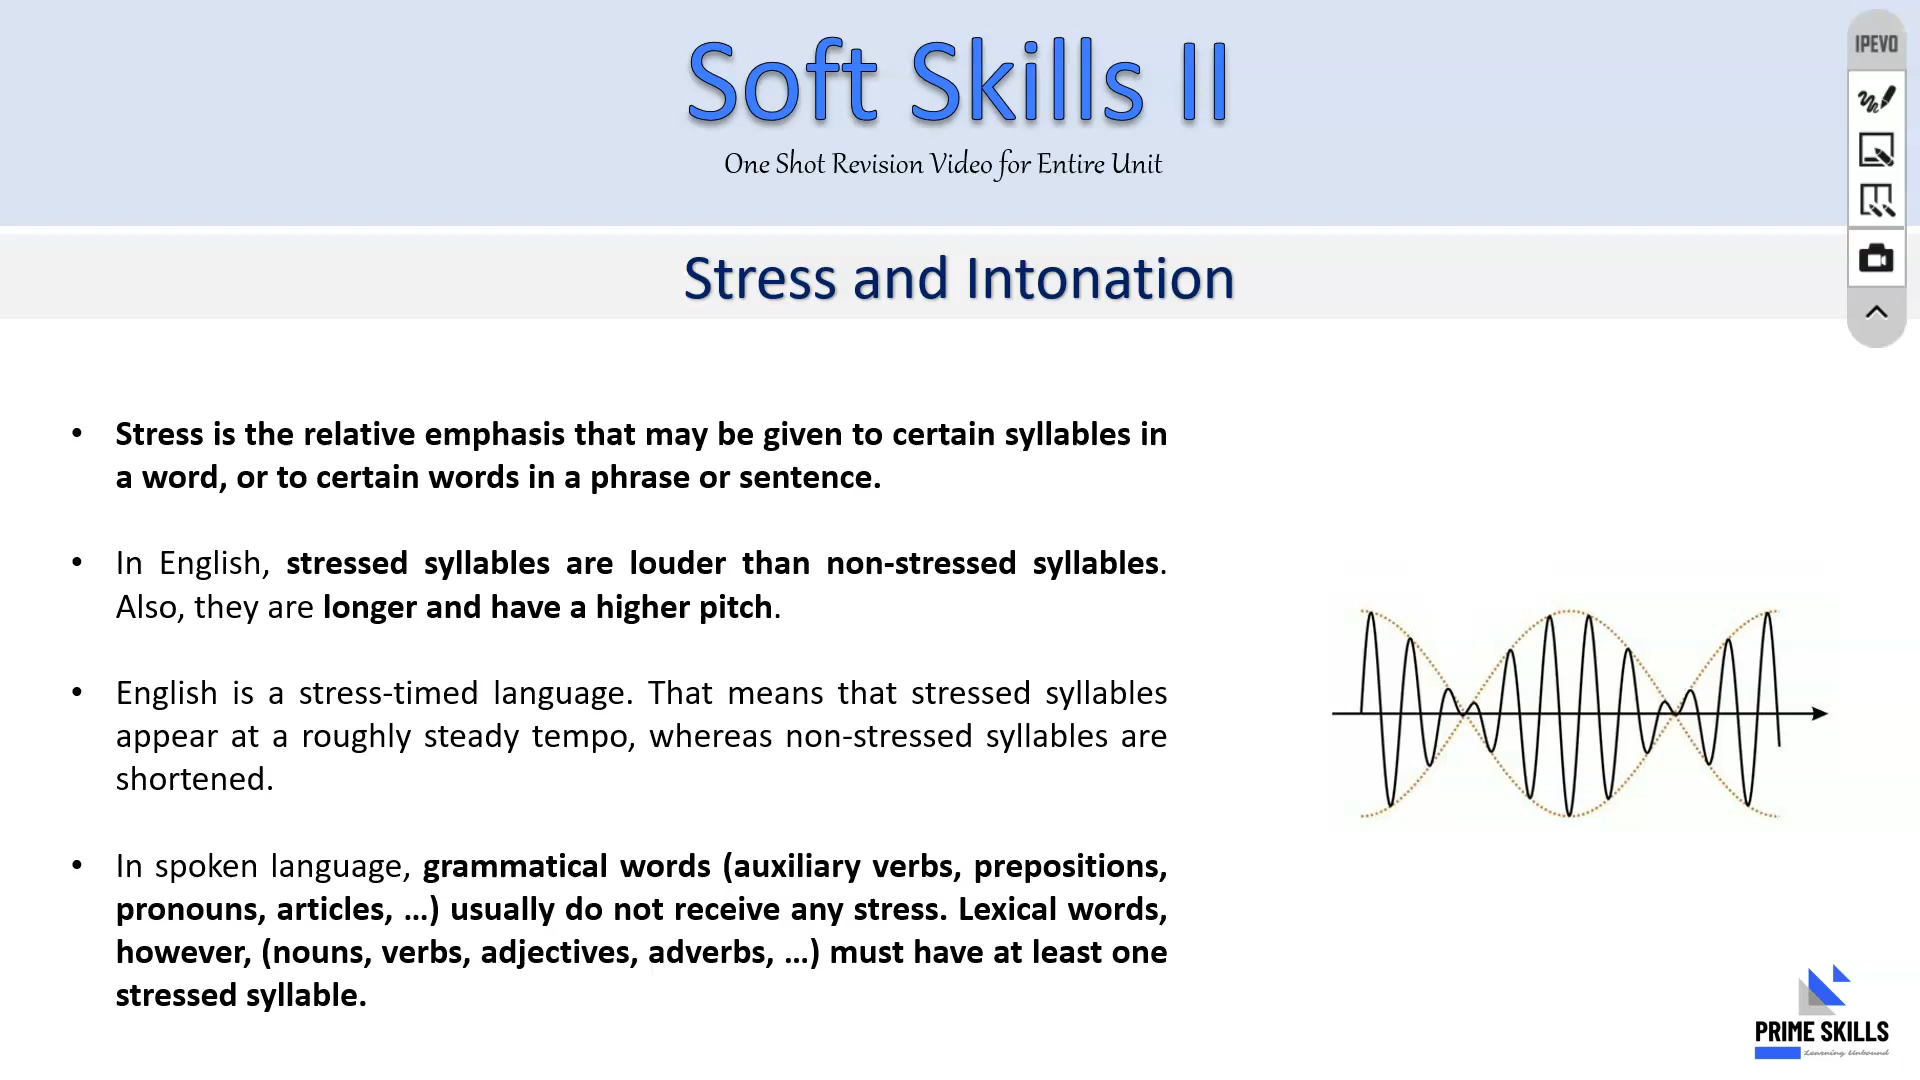 Soft Skills II
One Shot Revision Video for Entire Unit
IPEVO
Stress and Intonation
• Stress is the relative emphasis that may be given to certain syllables in
a word, or to certain words in a phrase or sentence.
• In English, stressed syllables are louder than non-stressed syllables.
Also, they are longer and have a higher pitch.
• English is a stress-timed language. That means that stressed syllables
appear at a roughly steady tempo, whereas non-stressed syllables are
shortened.
• In spoken language, grammatical words (auxiliary verbs, prepositions,
pronouns, articles, ...) usually do not receive any stress. Lexical words,
however, (nouns, verbs, adjectives, adverbs, ...) must have at least one
stressed syllable.
PRIME SKILLS
Learning Unbound